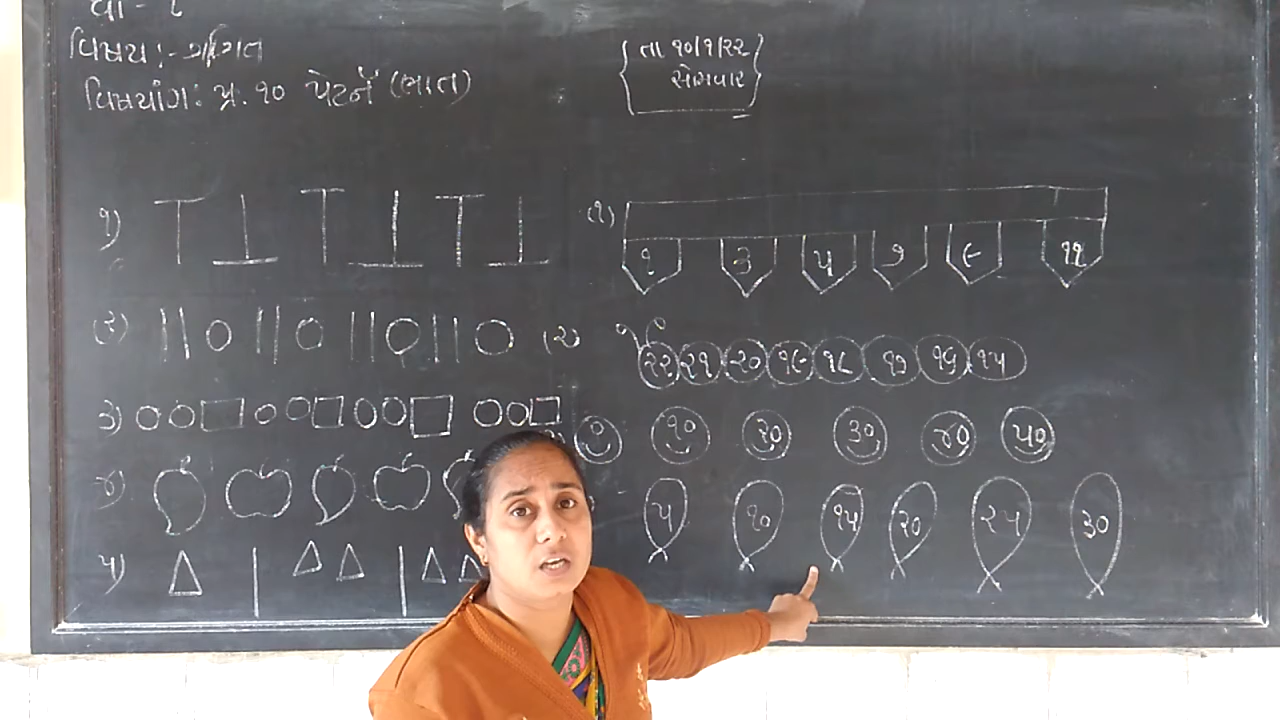 વિષય :- ગણિત
વિષયાંગ: પ્ર. ૧૦ પેટર્ન (ભાત)
તા ૧૦/૧/૨૨
સોમવાર
૧)
(૨)
૩)
૪)
૫)
(૧)
૧ ૩ ૫ ૭ ૯ ૧૧
(૨
૨૨ ૨૧ ૨૦ ૧૯ ૧૮ ૧૭ ૧૬ ૧૫
૦ ૧૦ ૨૦ ૩૦ ૪૦ ૫૦
૫ ૧૦ ૧૫ ૨૦ ૨૫ ૩૦